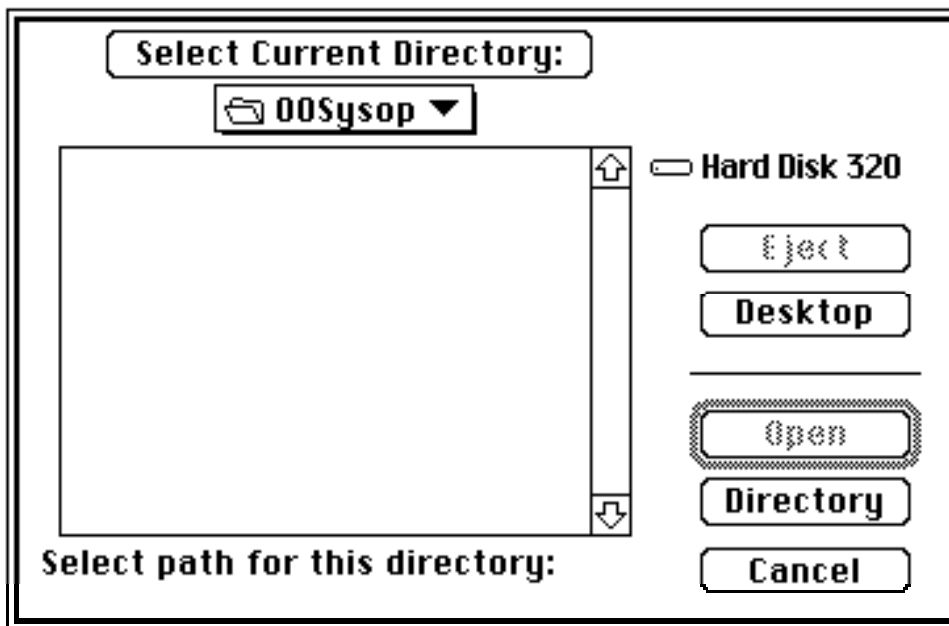 Select Current Directory:
00Sysop
Hard Disk 320
Eject
Desktop
Open
Directory
Select path for this directory:
Cancel